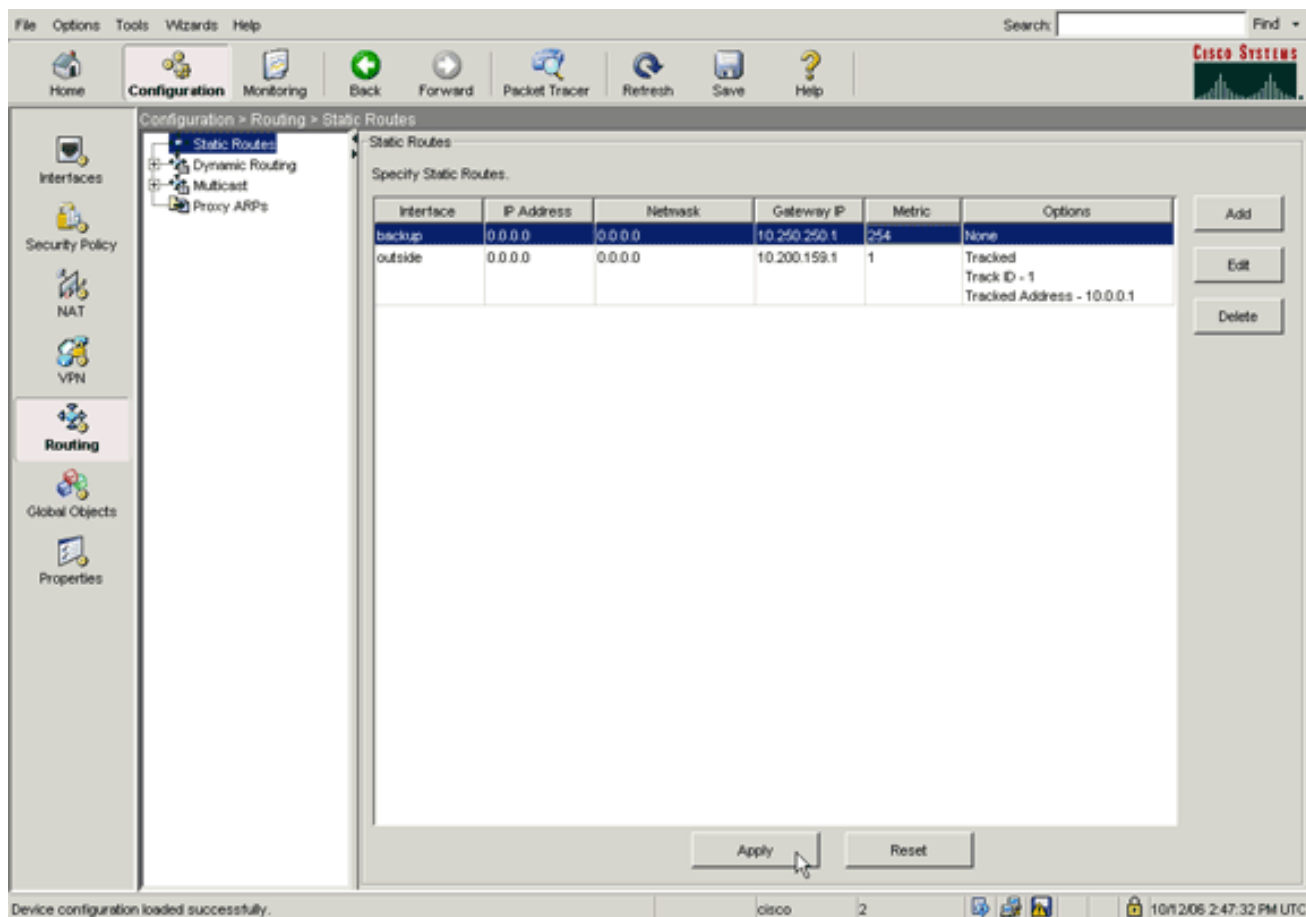 File Options Tools Wizards Help Search: Find
Home Configuration Monitoring Back Forward Packet Tracer Refresh Save Help CISCO SYSTEMS
Configuration > Routing > Static Routes
Interfaces
Security Policy
NAT
VPN
Routing
Global Objects
Properties
Static Routes
Dynamic Routing
Multicast
Proxy ARPs
Static Routes
Specify Static Routes.
Interface IP Address Netmask Gateway IP Metric Options
backup 0.0.0.0 0.0.0.0 10.250.250.1 254 None
outside 0.0.0.0 0.0.0.0 10.200.159.1 1 Tracked
Track ID - 1
Tracked Address - 10.0.0.1
Add
Edit
Delete
Apply Reset
Device configuration loaded successfully. cisco 2 10/12/06 2:47:32 PM UTC